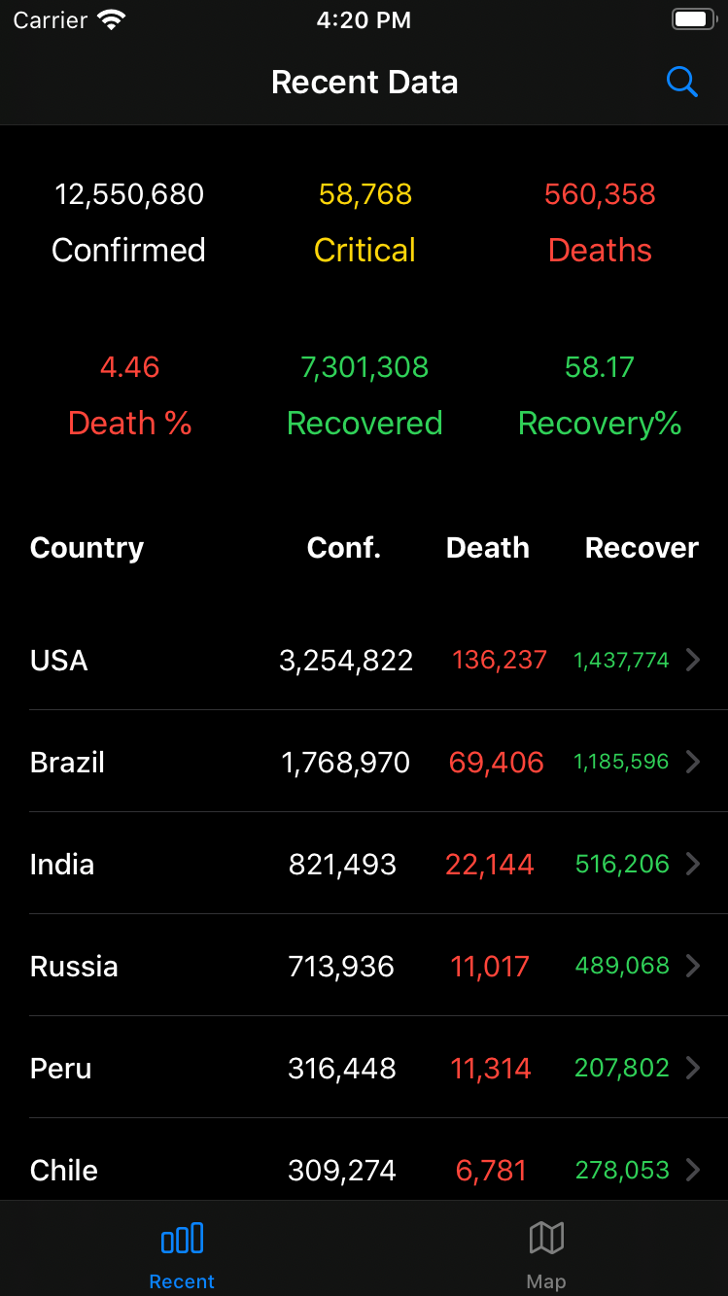 Carrier 4:20 PM
Recent Data
12,550,680 58,768 560,358
Confirmed Critical Deaths
4.46 7,301,308 58.17
Death % Recovered Recovery%
Country Conf. Death Recover
USA 3,254,822 136,237 1,437,774
Brazil 1,768,970 69,406 1,185,596
India 821,493 22,144 516,206
Russia 713,936 11,017 489,068
Peru 316,448 11,314 207,802
Chile 309,274 6,781 278,053
Recent Map